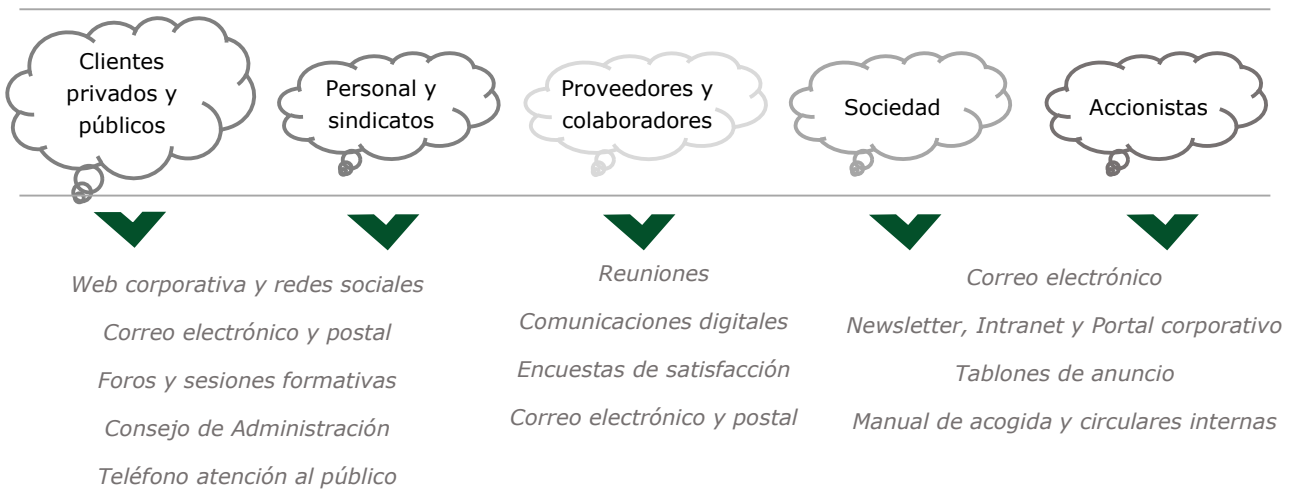 Clientes
privados y
públicos
Personal y
sindicatos
Proveedores y
colaboradores
Sociedad
Accionistas
Web corporativa y redes sociales
Correo electrónico y postal
Foros y sesiones formativas
Consejo de Administración
Teléfono atención al público
Reuniones
Comunicaciones digitales
Encuestas de satisfacción
Correo electrónico y postal
Correo electrónico
Newsletter, Intranet y Portal corporativo
Tablones de anuncio
Manual de acogida y circulares internas